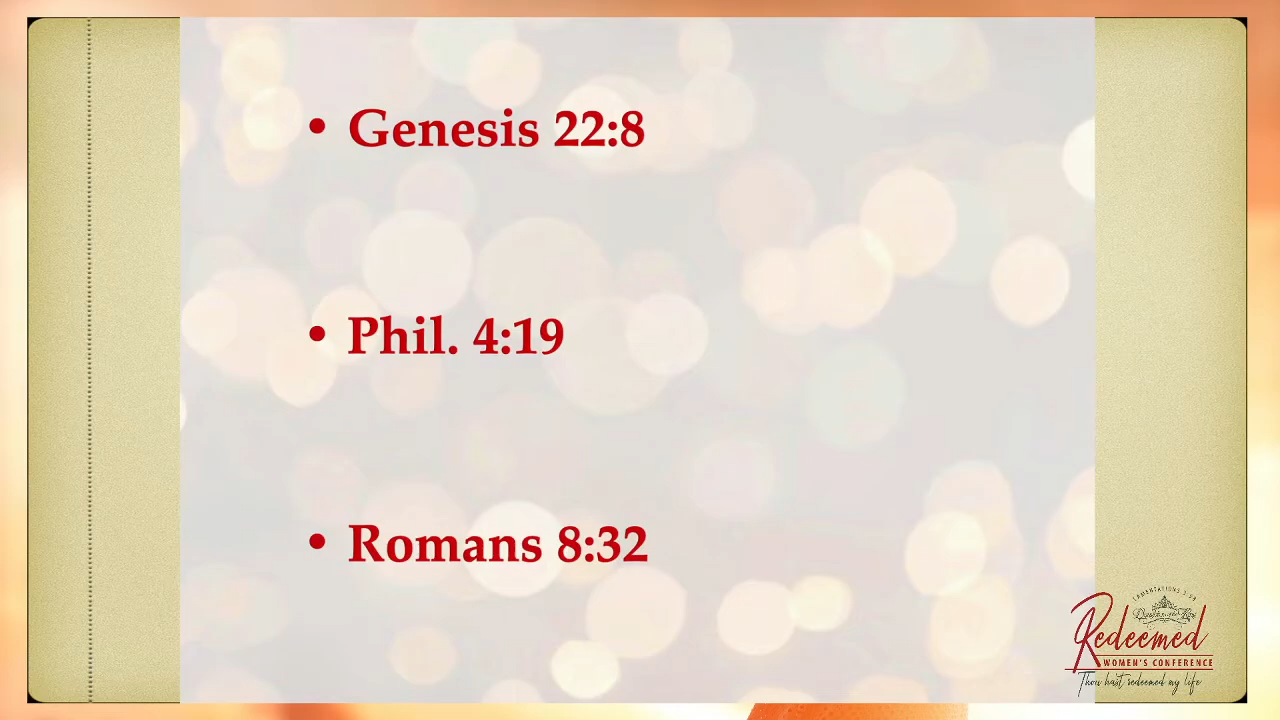 • Genesis 22:8
• Phil. 4:19
• Romans 8:32
Redeemed
WOMEN'S CONFERENCE
Thou hast redeemed my life